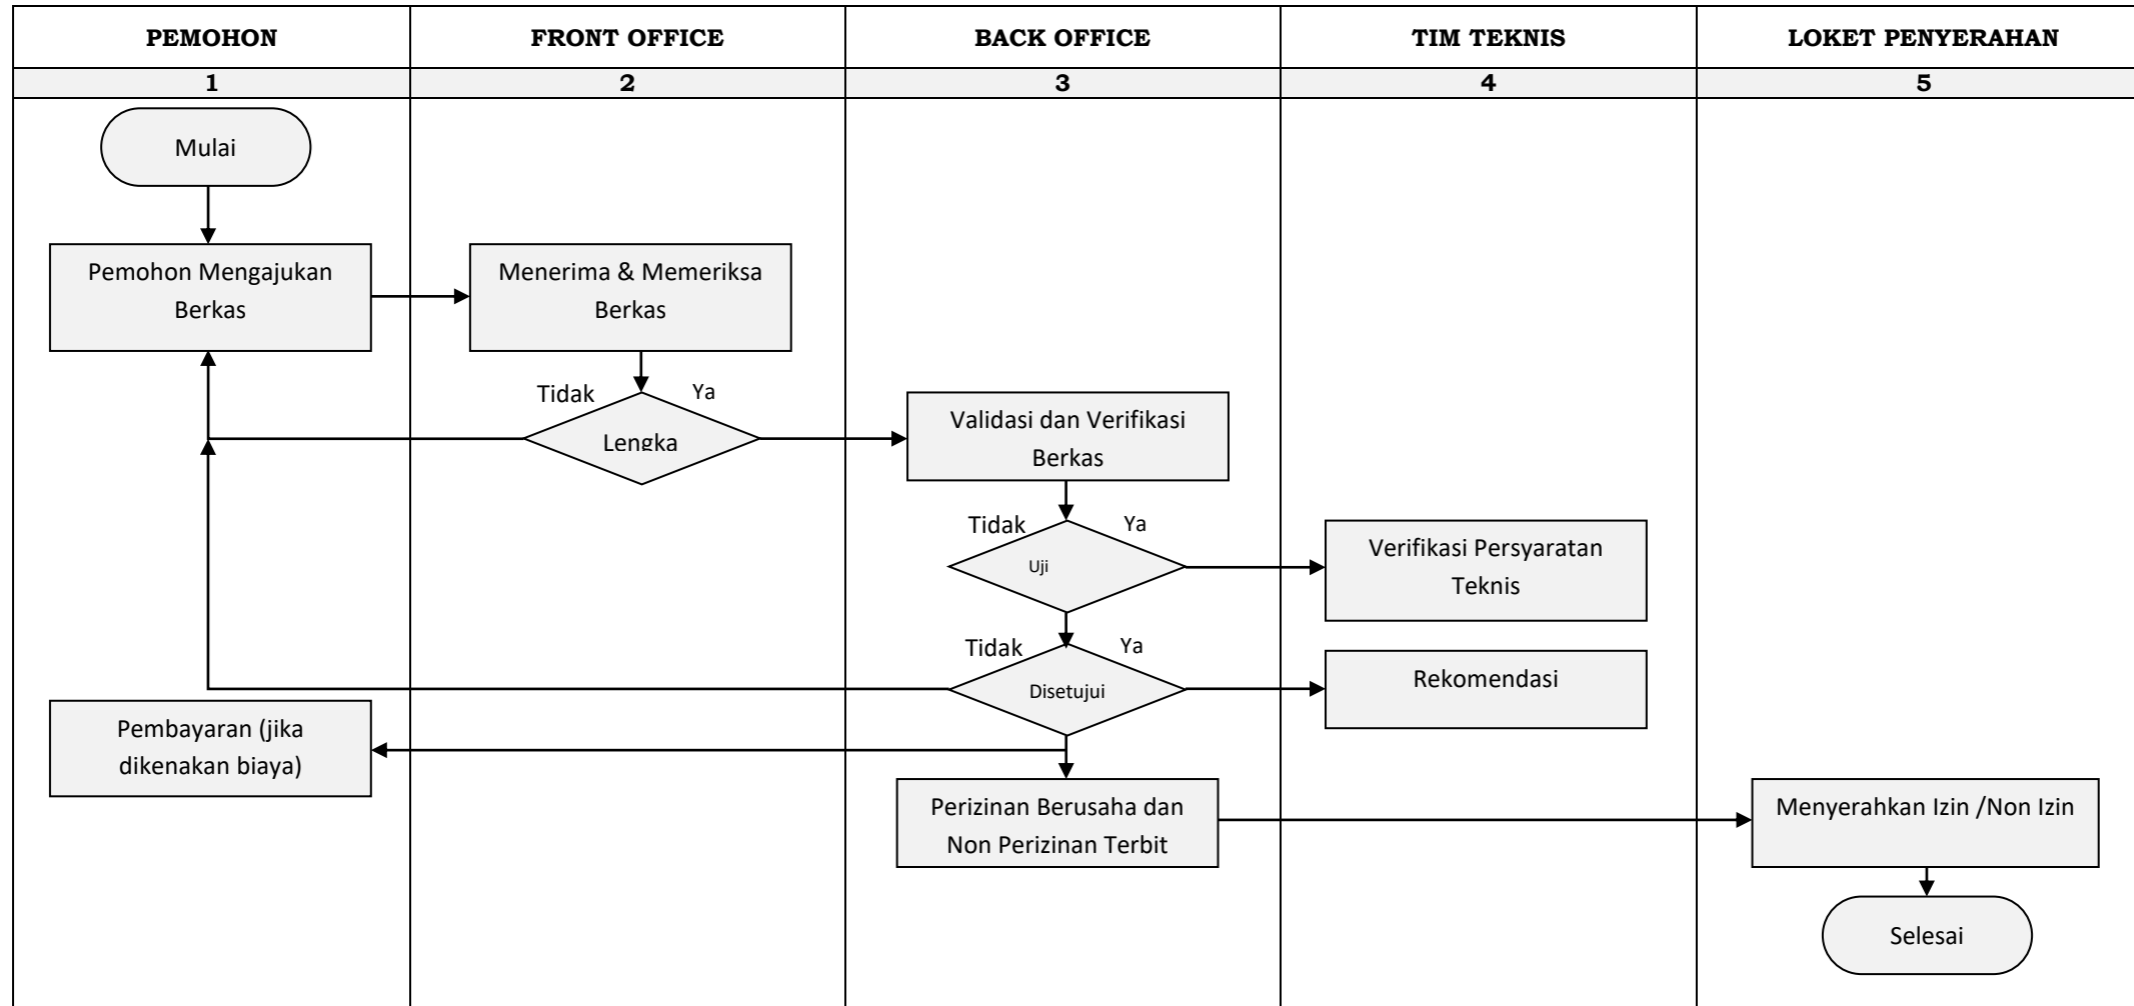 PEMOHON
FRONT OFFICE
BACK OFFICE
TIM TEKNIS
LOKET PENYERAHAN
1
2
3
4
5
Mulai
Pemohon Mengajukan
Berkas
Menerima & Memeriksa
Berkas
Tidak
Ya
Lengka
Validasi dan Verifikasi
Berkas
Tidak
Ya
Uji
Verifikasi Persyaratan
Teknis
Tidak
Ya
Disetujui
Rekomendasi
Pembayaran (jika
dikenakan biaya)
Perizinan Berusaha dan
Non Perizinan Terbit
Menyerahkan Izin /Non Izin
Selesai